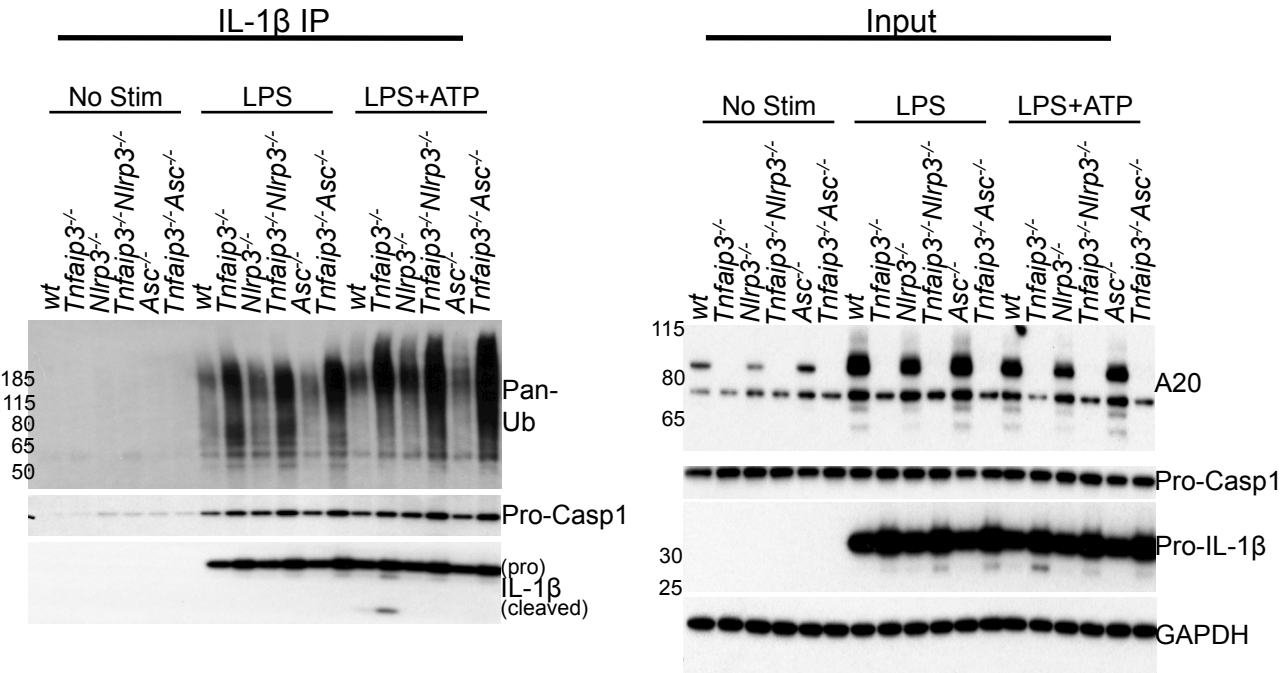 IL-1β IP
No Stim LPS LPS+ATP
wt Tnfaip3-/- Nlrp3-/- Tnfaip3-/-Nlrp3-/- Asc-/- Tnfaip3-/-Asc-/- wt Tnfaip3-/- Nlrp3-/- Tnfaip3-/-Nlrp3-/- Asc-/- Tnfaip3-/-Asc-/- wt Tnfaip3-/- Nlrp3-/- Tnfaip3-/-Nlrp3-/- Asc-/- Tnfaip3-/-Asc-/-
185
115
80
65
50
Pan-
Ub
Pro-Casp1
(pro)
IL-1β
(cleaved)
Input
No Stim LPS LPS+ATP
wt Tnfaip3-/- Nlrp3-/- Tnfaip3-/-Nlrp3-/- Asc-/- Tnfaip3-/-Asc-/- wt Tnfaip3-/- Nlrp3-/- Tnfaip3-/-Nlrp3-/- Asc-/- Tnfaip3-/-Asc-/- wt Tnfaip3-/- Nlrp3-/- Tnfaip3-/-Nlrp3-/- Asc-/- Tnfaip3-/-Asc-/-
115
80
65
A20
Pro-Casp1
30
25
Pro-IL-1β
GAPDH